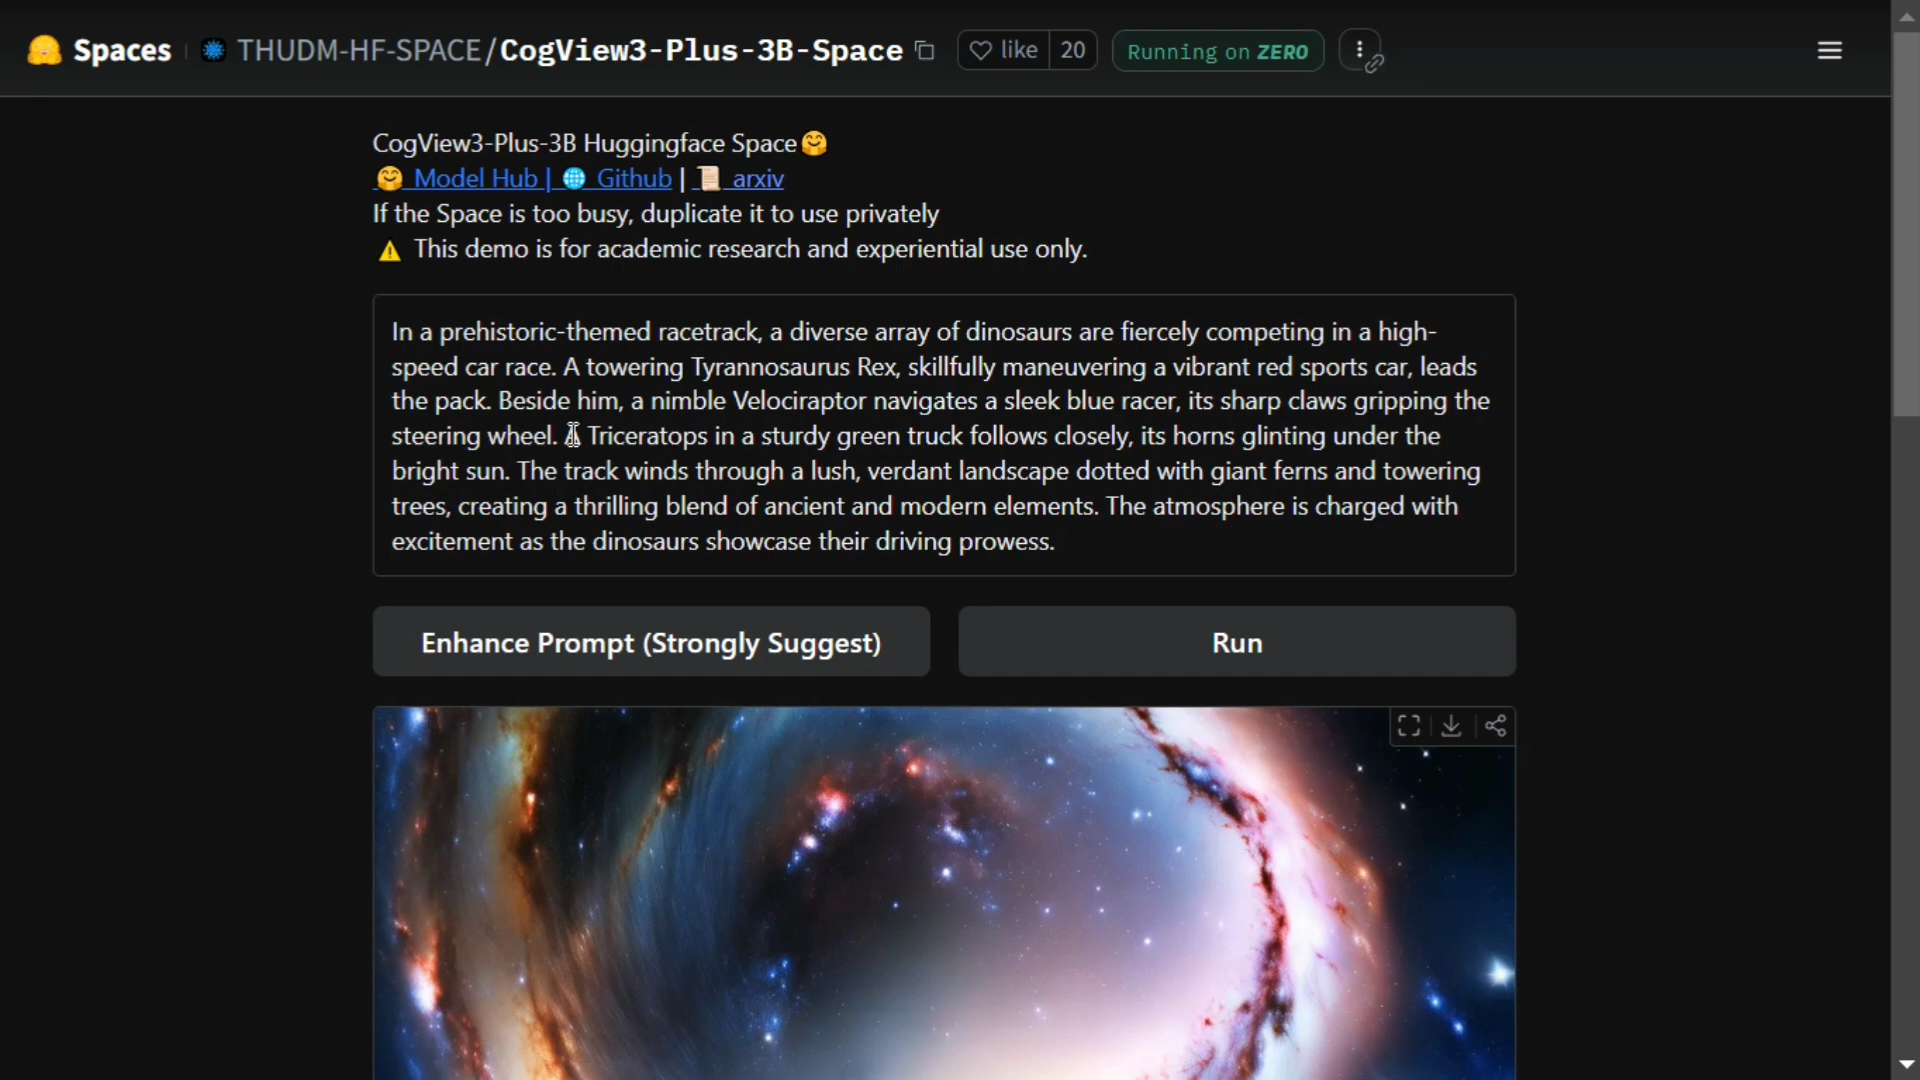 Spaces THUDM-HF-SPACE/CogView3-Plus-3B-Space like 20 Running on ZERO
CogView3-Plus-3B Huggingface Space🤗
🤗 Model Hub | 🌐 Github | 📜 arxiv
If the Space is too busy, duplicate it to use privately
⚠️ This demo is for academic research and experiential use only.
In a prehistoric-themed racetrack, a diverse array of dinosaurs are fiercely competing in a high-
speed car race. A towering Tyrannosaurus Rex, skillfully maneuvering a vibrant red sports car, leads
the pack. Beside him, a nimble Velociraptor navigates a sleek blue racer, its sharp claws gripping the
steering wheel. A Triceratops in a sturdy green truck follows closely, its horns glinting under the
bright sun. The track winds through a lush, verdant landscape dotted with giant ferns and towering
trees, creating a thrilling blend of ancient and modern elements. The atmosphere is charged with
excitement as the dinosaurs showcase their driving prowess.
Enhance Prompt (Strongly Suggest) Run